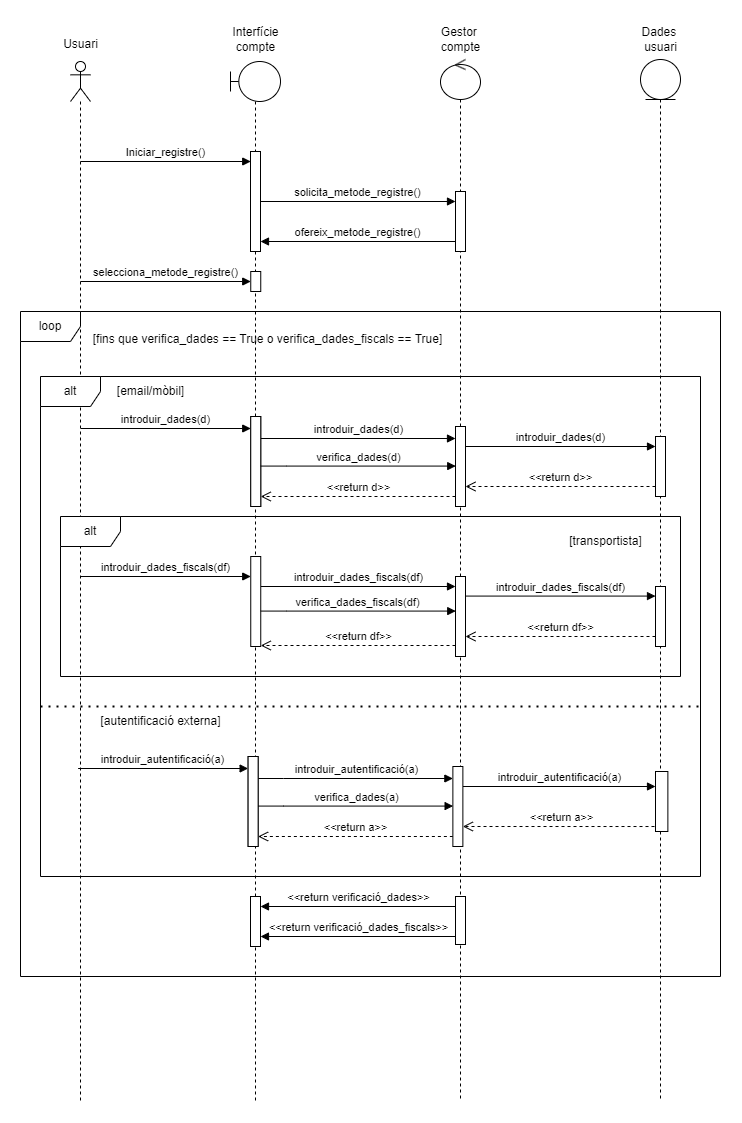 Usuari
Interfície
compte
Gestor
compte
Dades
usuari
Iniciar_registre()
solicita_metode_registre()
ofereix_metode_registre()
selecciona_metode_registre()
loop
[fins que verifica_dades == True o verifica_dades_fiscals == True]
alt
[email/mòbil]
introduir_dades(d)
introduir_dades(d)
introduir_dades(d)
verifica_dades(d)
<<return d>>
<<return d>>
alt
[transportista]
introduir_dades_fiscals(df)
introduir_dades_fiscals(df)
introduir_dades_fiscals(df)
verifica_dades_fiscals(df)
<<return df>>
<<return df>>
[autentificació externa]
introduir_autentificació(a)
introduir_autentificació(a)
introduir_autentificació(a)
verifica_dades(a)
<<return a>>
<<return a>>
<<return verificació_dades>>
<<return verificació_dades_fiscals>>